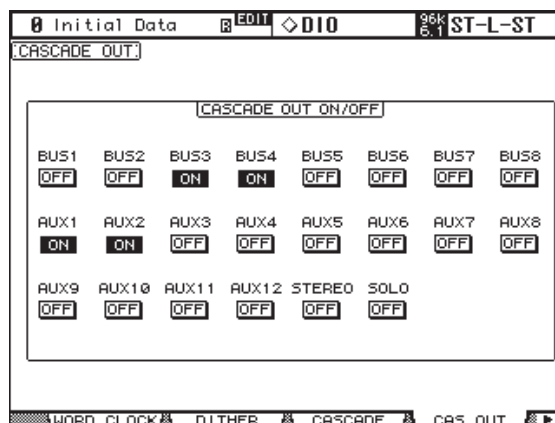 0 Initial Data EDIT DIO 96k 6.1 ST-L-ST
CASCADE OUT
CASCADE OUT ON/OFF
BUS1 BUS2 BUS3 BUS4 BUS5 BUS6 BUS7 BUS8
OFF OFF ON ON OFF OFF OFF OFF
AUX1 AUX2 AUX3 AUX4 AUX5 AUX6 AUX7 AUX8
ON ON OFF OFF OFF OFF OFF OFF
AUX9 AUX10 AUX11 AUX12 STEREO SOLO
OFF OFF OFF OFF OFF OFF
WORD CLOCK DITHER CASCADE CAS OUT